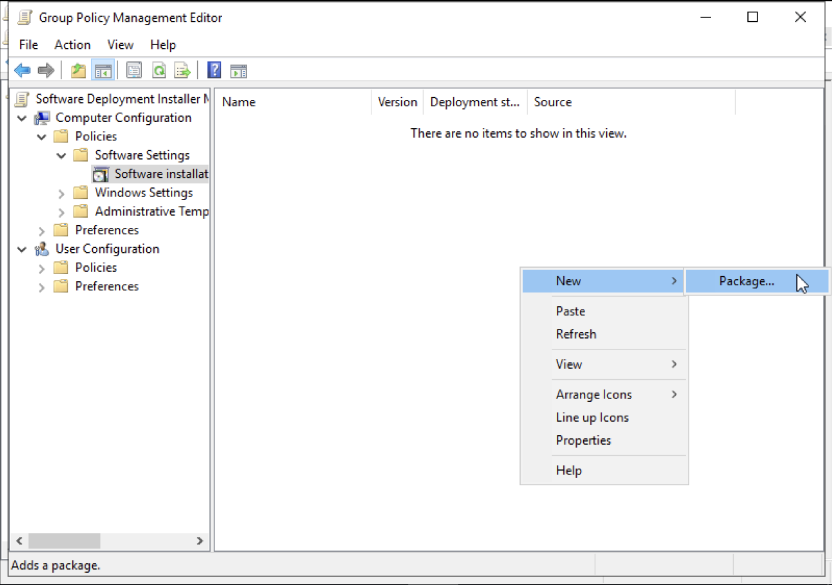 Group Policy Management Editor
File Action View Help
Software Deployment Installer M
Computer Configuration
Policies
Software Settings
Software installat
Windows Settings
Administrative Temp
Preferences
User Configuration
Policies
Preferences
Name Version Deployment st... Source
There are no items to show in this view.
New
Package...
Paste
Refresh
View
Arrange Icons
Line up Icons
Properties
Help
Adds a package.